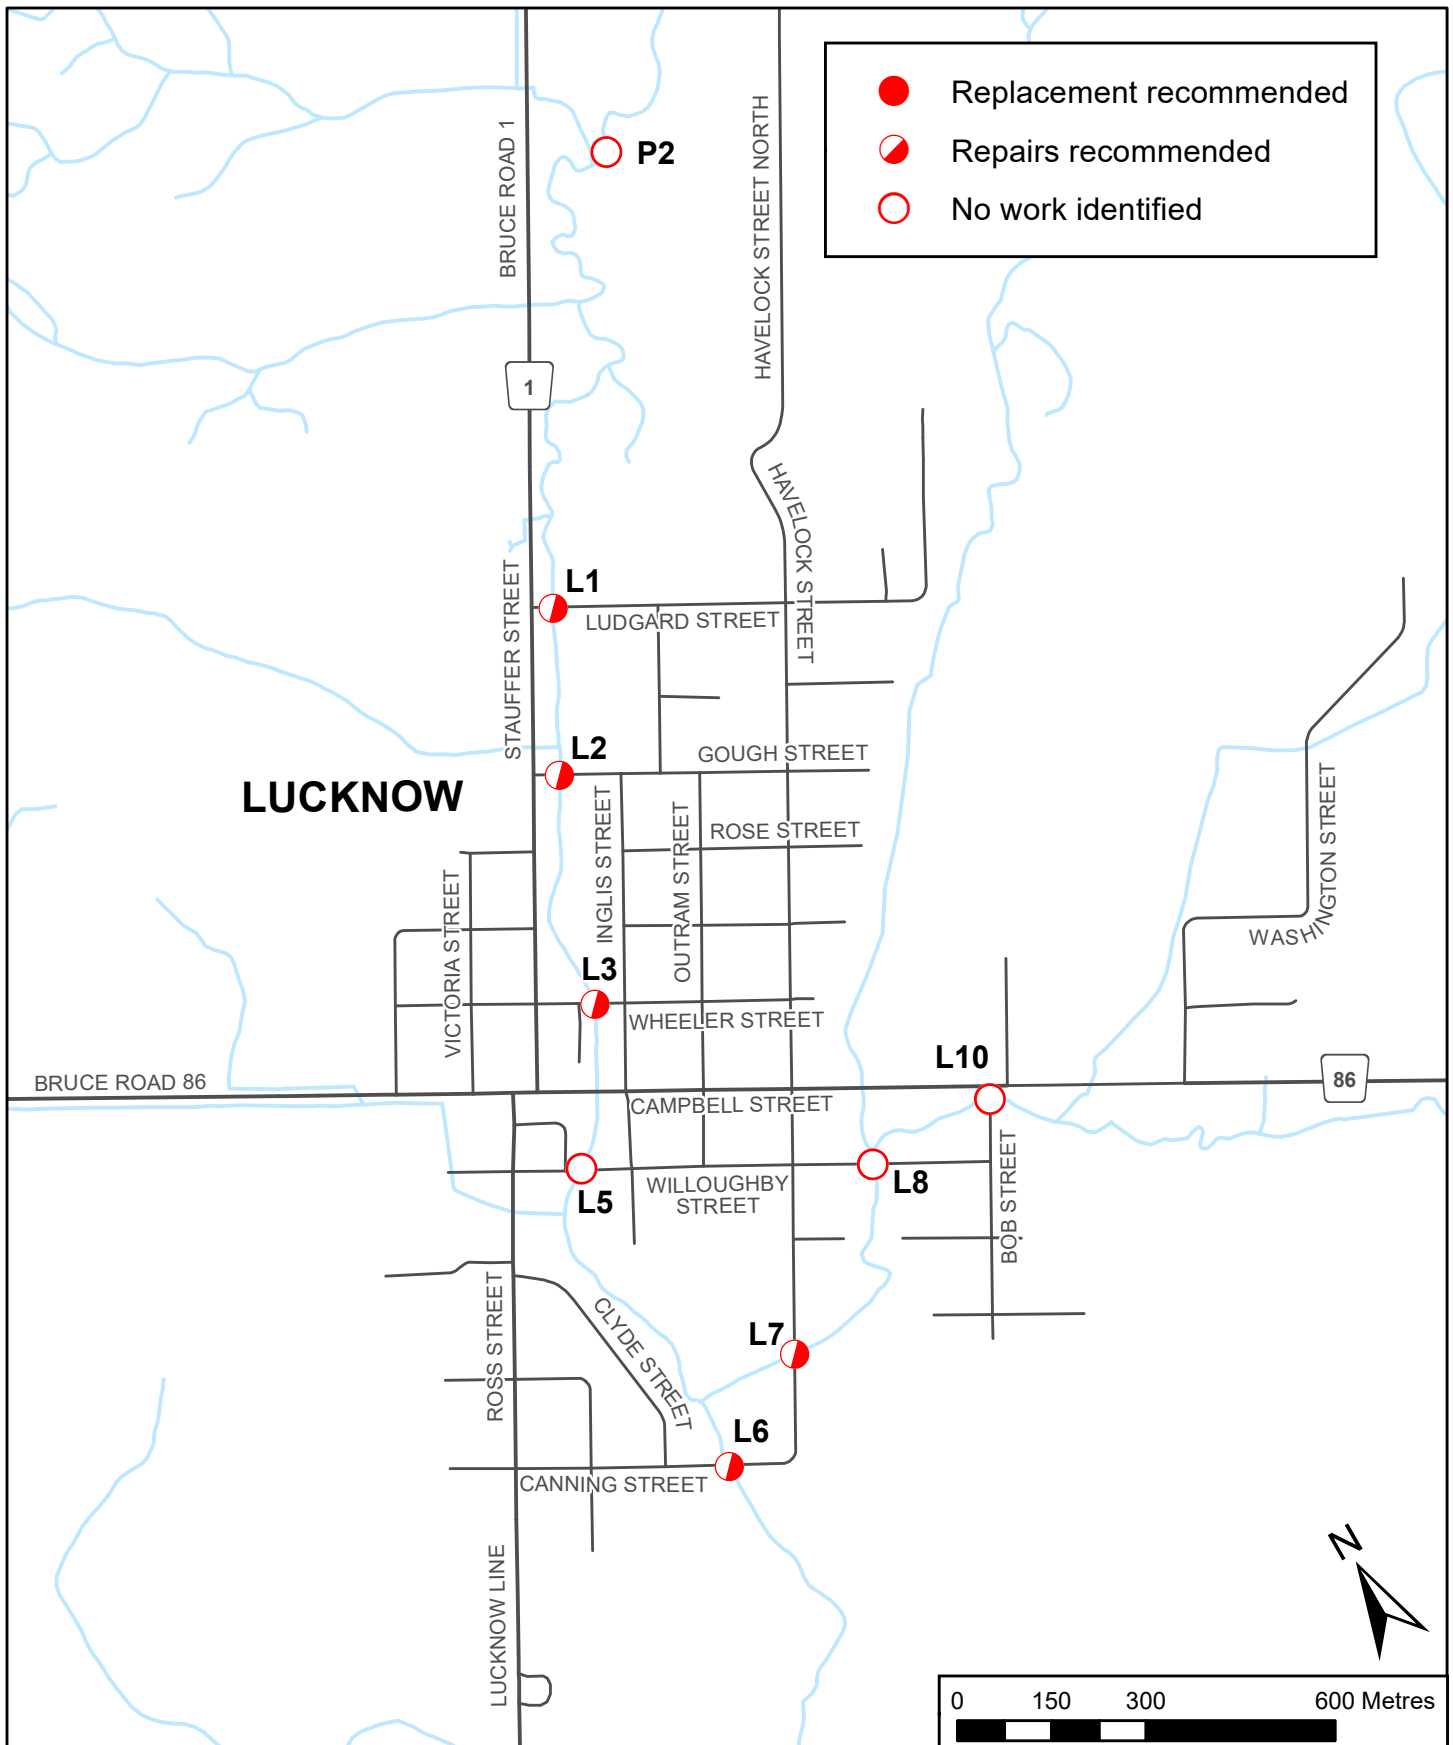 Replacement recommended
Repairs recommended
No work identified
P2
BRUCE ROAD 1
HAVELOCK STREET NORTH
1
HAVELOCK STREET
L1
LUDGARD STREET
STAUFFER STREET
L2
GOUGH STREET
LUCKNOW
ROSE STREET
INGLIS STREET
OUTRAM STREET
VICTORIA STREET
WASHINGTON STREET
L3
WHEELER STREET
L10
BRUCE ROAD 86
86
CAMPBELL STREET
L5
WILLOUGHBY
STREET
L8
BOB STREET
ROSS STREET
CLYDE STREET
L7
L6
CANNING STREET
LUCKNOW LINE
N
0 150 300 600 Metres